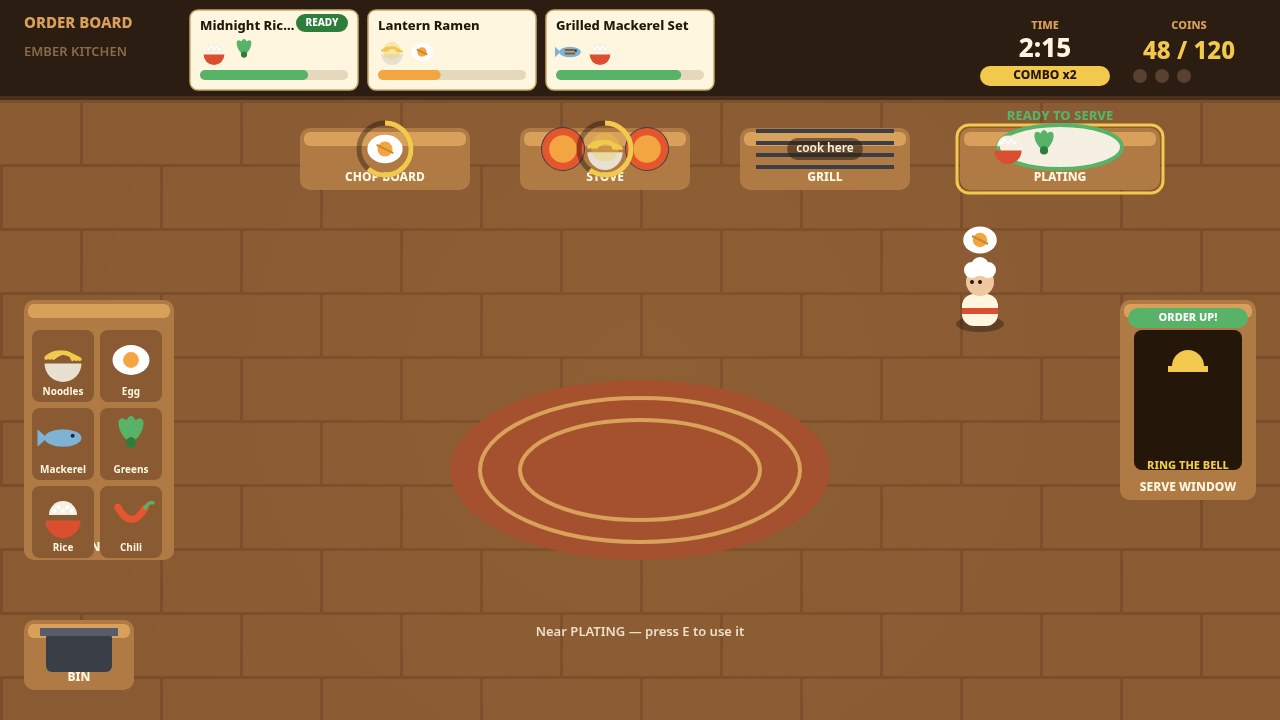 ORDER BOARD
EMBER KITCHEN
Midnight Ric...
READY
Lantern Ramen
Grilled Mackerel Set
TIME
2:15
COMBO x2
COINS
48 / 120
READY TO SERVE
CHOP BOARD
STOVE
cook here
GRILL
PLATING
Noodles
Egg
Mackerel
Greens
Rice
Chili
ORDER UP!
RING THE BELL
SERVE WINDOW
Near PLATING — press E to use it
BIN